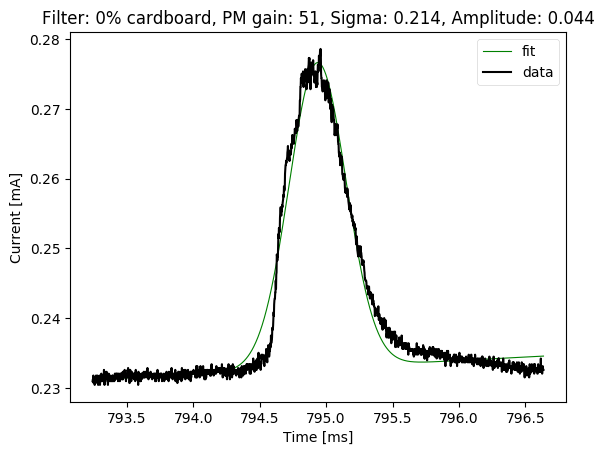 Filter: 0% cardboard, PM gain: 51, Sigma: 0.214, Amplitude: 0.044
0.28
0.27
0.26
0.25
0.24
0.23
Current [mA]
fit
data
793.5 794.0 794.5 795.0 795.5 796.0 796.5
Time [ms]